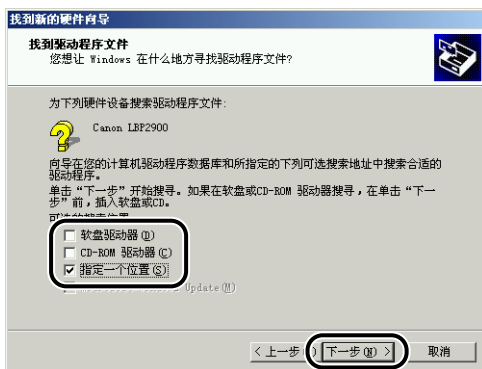 找到新的硬件向导
找到驱动程序文件
您想让 Windows 在什么地方寻找驱动程序文件?
为下列硬件设备搜索驱动程序文件:
Canon LBP2900
向导在您的计算机驱动程序数据库和所指定的下列可选搜索地址中搜索合适的
驱动程序。
单击“下一步”开始搜寻。如果在软盘或CD-ROM 驱动器搜寻，在单击“下一
步”前，插入软盘或CD。
可选的搜索位置
软盘驱动器(D)
CD-ROM 驱动器(C)
指定一个位置(S)
Update(M)
< 上一步
下一步(N) >
取消